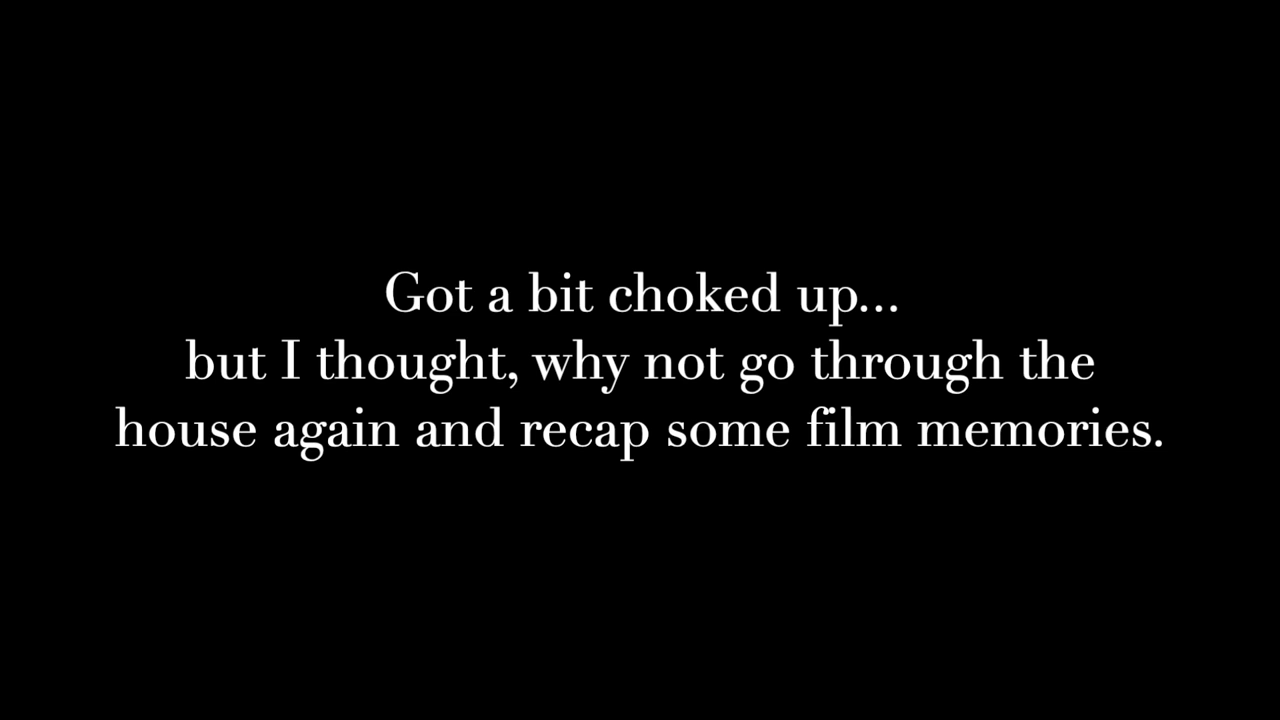 Got a bit choked up...
but I thought, why not go through the
house again and recap some film memories.